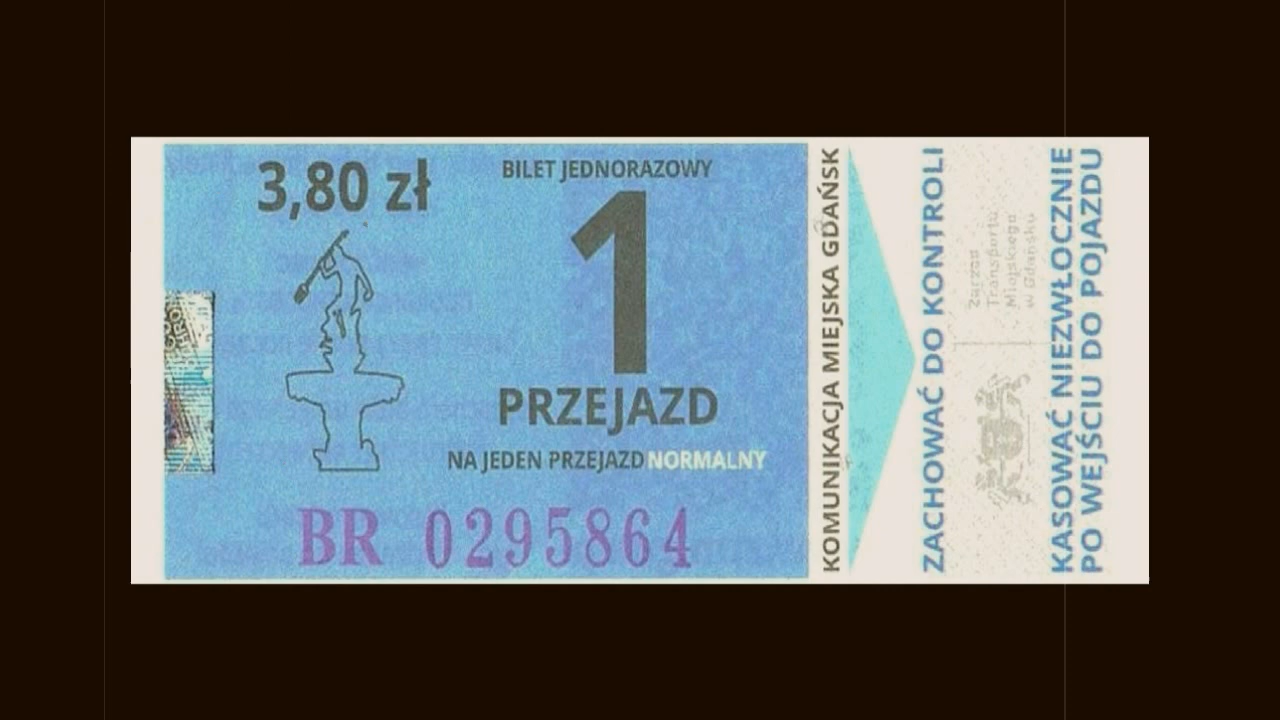 3,80 zł
BILET JEDNORAZOWY
1
PRZEJAZD
NA JEDEN PRZEJAZD NORMALNY
BR 0295864
KOMUNIKACJA MIEJSKA GDAŃSK
ZACHOWAĆ DO KONTROLI
Zarząd
Transportu
Miejskiego
w Gdańsku
KASOWAĆ NIEZWŁOCZNIE
PO WEJŚCIU DO POJAZDU